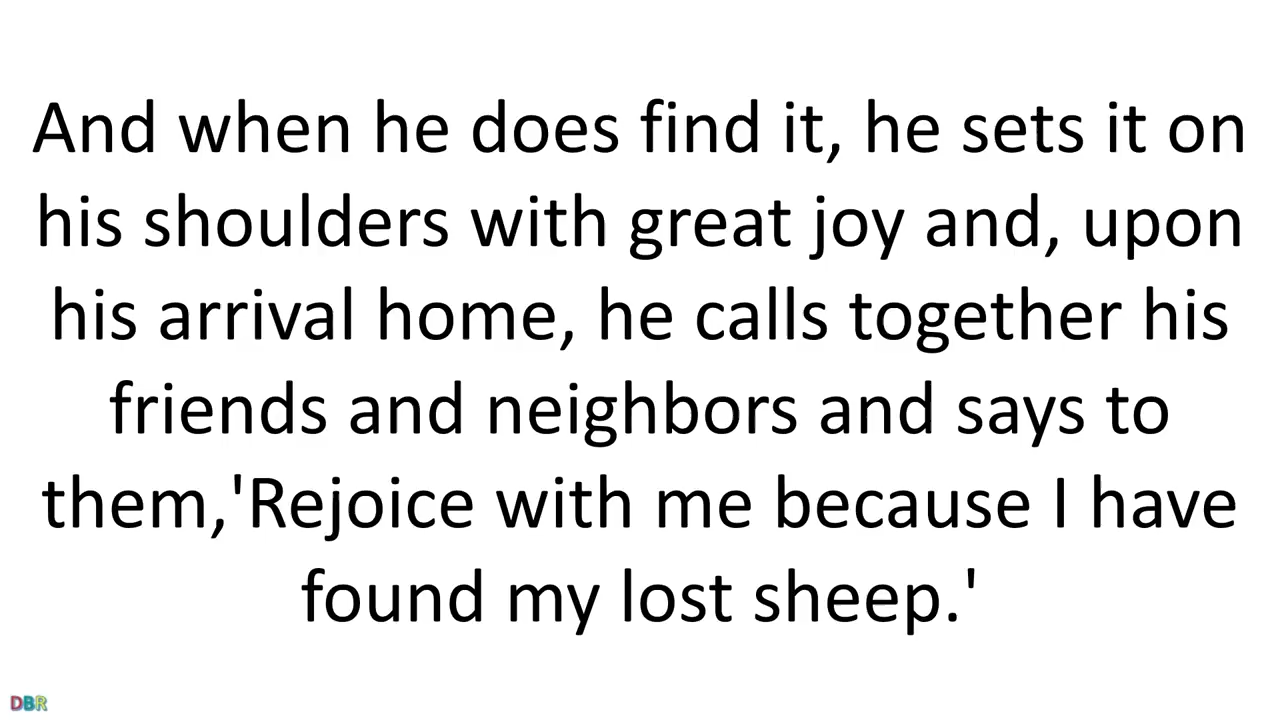 And when he does find it, he sets it on
his shoulders with great joy and, upon
his arrival home, he calls together his
friends and neighbors and says to
them,'Rejoice with me because I have
found my lost sheep.'
DBR